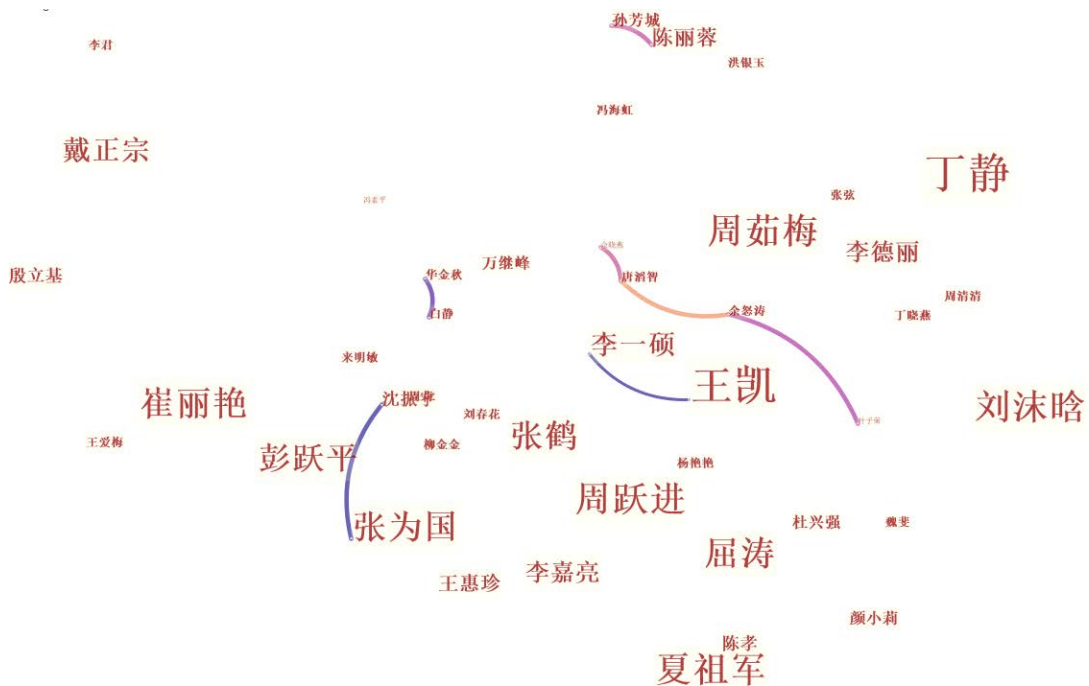 孙芳城
陈丽蓉
李君
洪银玉
冯海虹
戴正宗
丁静
张弦
周茹梅
李德丽
万继峰
殷立基
华金秋
唐滔智
周清清
白静
余怒涛
丁晓燕
李一硕
来明敏
王凯
崔丽艳
刘沫晗
刘春花
张鹤
王爱梅
柳金金
彭跃平
杨艳艳
周跃进
张为国
杜兴强
魏斐
屈涛
李嘉亮
王惠珍
颜小莉
陈孝
夏祖军